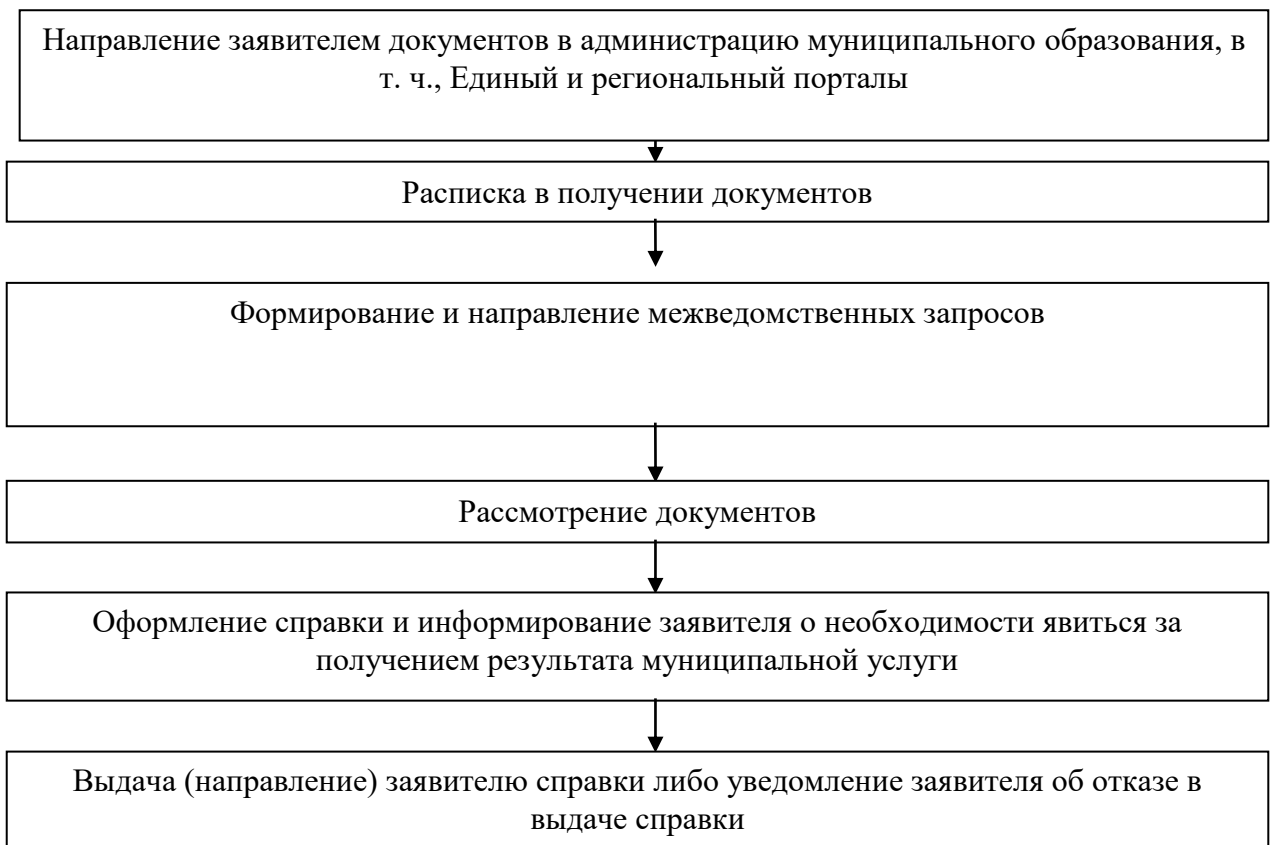 Направление заявителем документов в администрацию муниципального образования, в
т. ч., Единый и региональный порталы
Расписка в получении документов
Формирование и направление межведомственных запросов
Рассмотрение документов
Оформление справки и информирование заявителя о необходимости явиться за
получением результата муниципальной услуги
Выдача (направление) заявителю справки либо уведомление заявителя об отказе в
выдаче справки